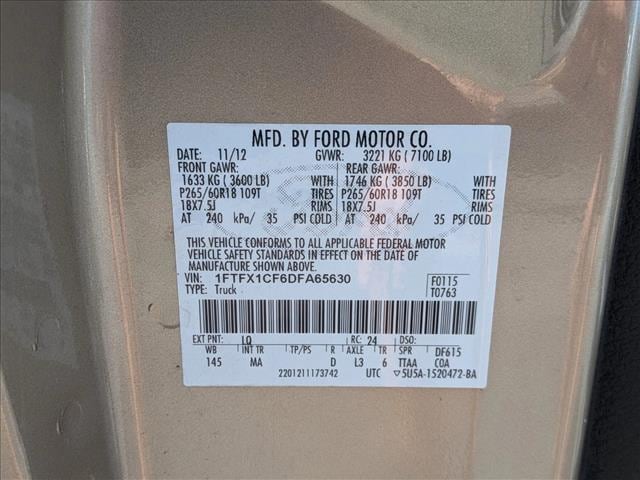 MFD. BY FORD MOTOR CO.
DATE: 11/12 GVWR: 3221 KG ( 7100 LB)
FRONT GAWR: REAR GAWR:
1633 KG ( 3600 LB) WITH 1746 KG ( 3850 LB) WITH
P265/60R18 109T TIRES P265/60R18 109T TIRES
18X7.5J RIMS 18X7.5J RIMS
AT 240 kPa/ 35 PSI COLD AT 240 kPa/ 35 PSI COLD
THIS VEHICLE CONFORMS TO ALL APPLICABLE FEDERAL MOTOR
VEHICLE SAFETY STANDARDS IN EFFECT ON THE DATE OF
MANUFACTURE SHOWN ABOVE.
VIN: 1FTFX1CF6DFA65630 F0115
TYPE: Truck T0763
EXT PNT: LQ RC: 24 DSO:
WB INT TR TP/PS R AXLE TR SPR DF615
145 MA D L3 6 TTAA COA
2201211173742 UTC ▽5U5A-1520472-BA